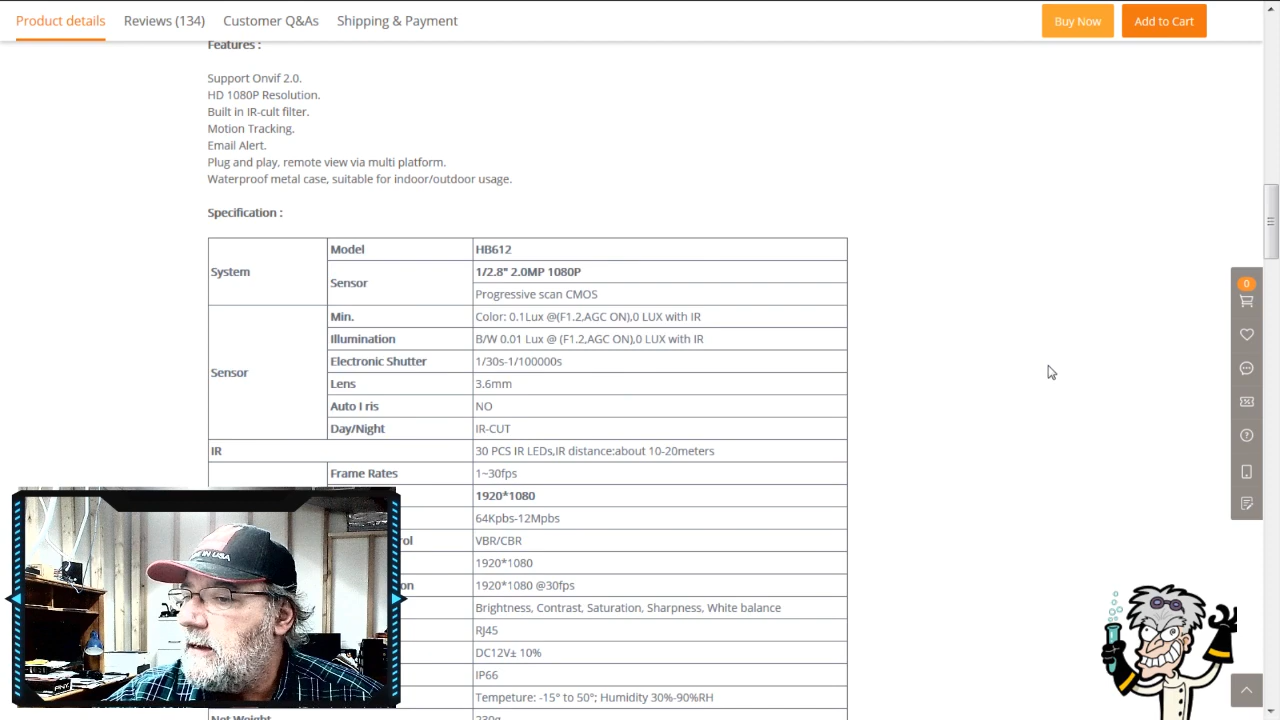 Product details Reviews (134) Customer Q&As Shipping & Payment Buy Now Add to Cart
Features :
Support Onvif 2.0.
HD 1080P Resolution.
Built in IR-cult filter.
Motion Tracking.
Email Alert.
Plug and play, remote view via multi platform.
Waterproof metal case, suitable for indoor/outdoor usage.
Specification :
System Model HB612
Sensor 1/2.8" 2.0MP 1080P
Progressive scan CMOS
Sensor Min. Color: 0.1Lux @(F1.2,AGC ON),0 LUX with IR
Illumination B/W 0.01 Lux @ (F1.2,AGC ON),0 LUX with IR
Electronic Shutter 1/30s-1/100000s
Lens 3.6mm
Auto I ris NO
Day/Night IR-CUT
IR 30 PCS IR LEDs,IR distance:about 10-20meters
Frame Rates 1~30fps
1920*1080
64Kpbs-12Mpbs
ol VBR/CBR
1920*1080
on 1920*1080 @30fps
Brightness, Contrast, Saturation, Sharpness, White balance
RJ45
DC12V± 10%
IP66
Tempeture: -15° to 50°; Humidity 30%-90%RH
Net Weight 230g
0
IN USA